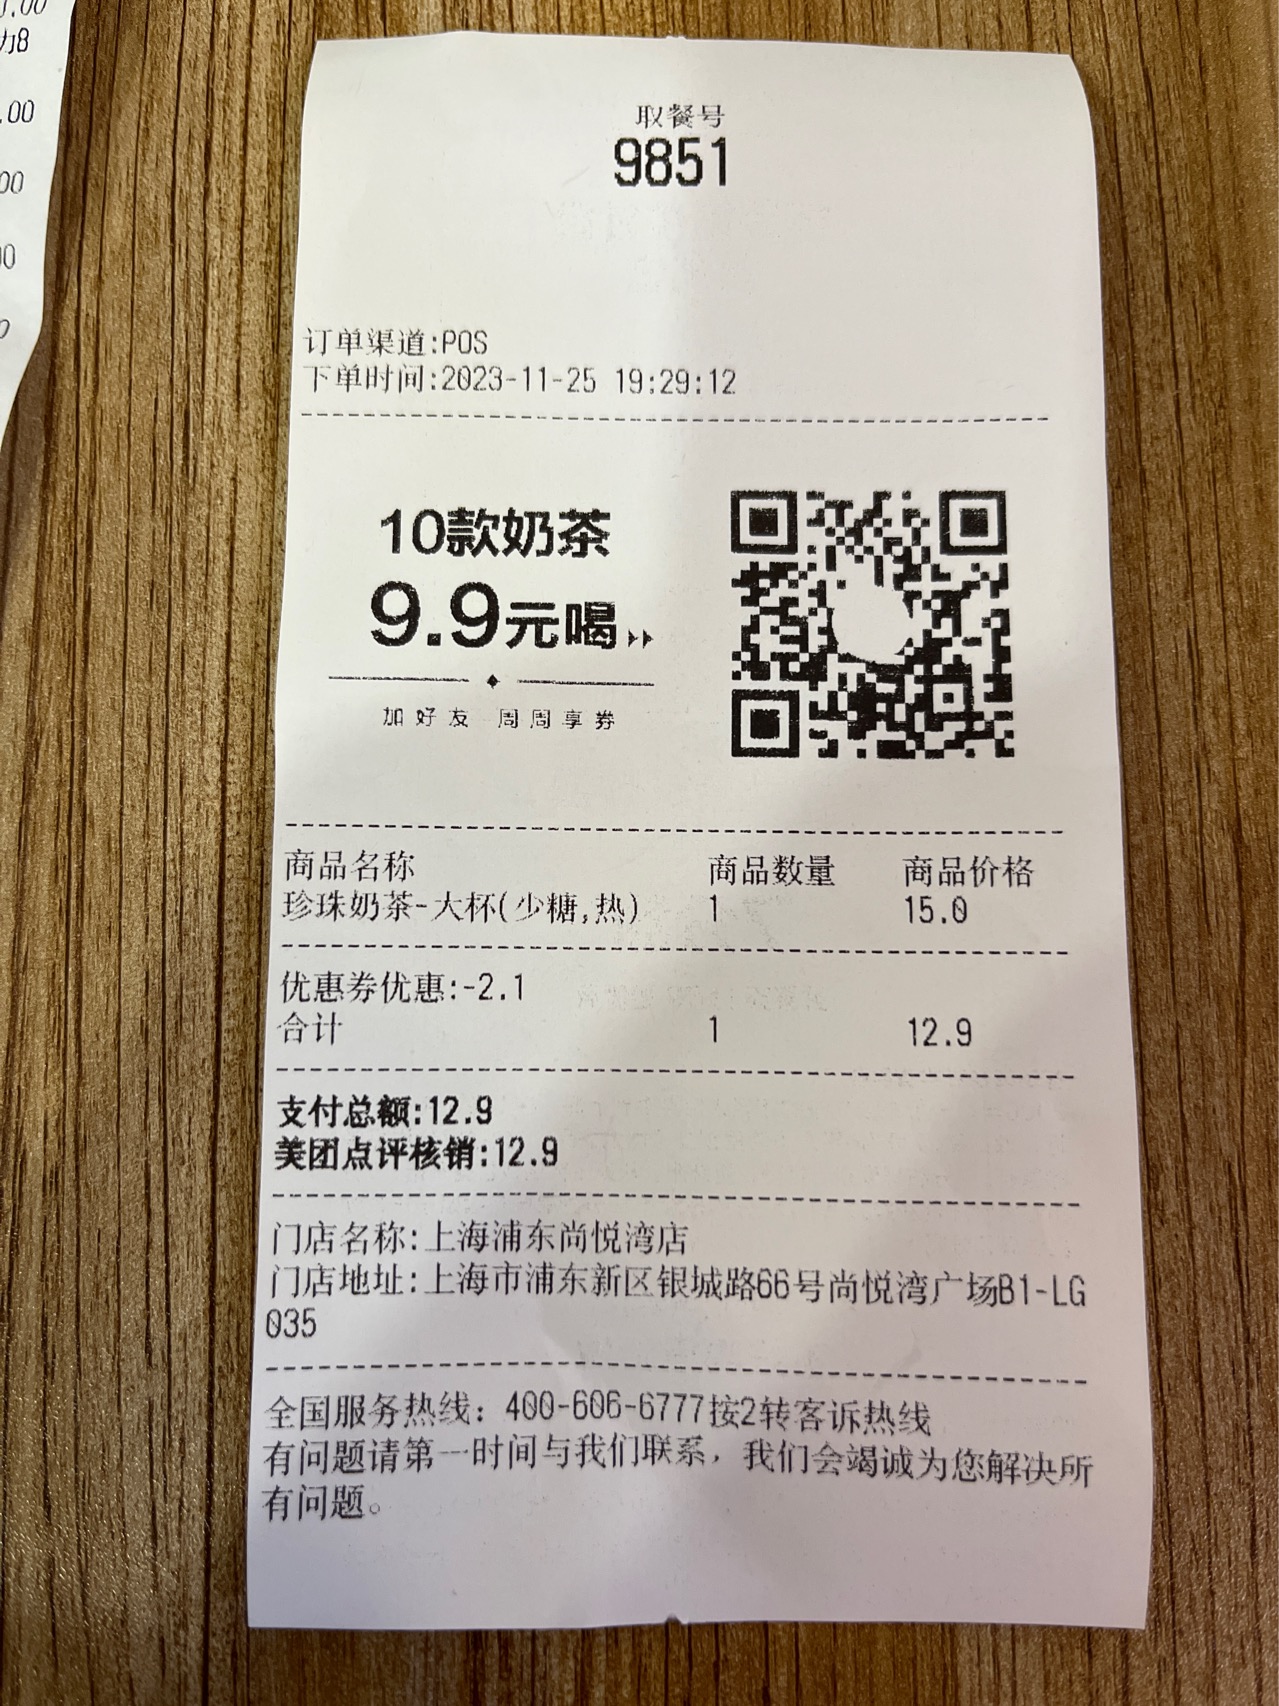 .00
力8
.00
00
00
0
取餐号
9851
订单渠道:POS
下单时间:2023-11-25 19:29:12
10款奶茶
9.9元喝
加好友 周周享券
商品名称 商品数量 商品价格
珍珠奶茶-大杯(少糖,热) 1 15.0
优惠券优惠:-2.1
合计 1 12.9
支付总额:12.9
美团点评核销:12.9
门店名称:上海浦东尚悦湾店
门店地址:上海市浦东新区银城路66号尚悦湾广场B1-LG
035
全国服务热线：400-606-6777按2转客诉热线
有问题请第一时间与我们联系，我们会竭诚为您解决所
有问题。